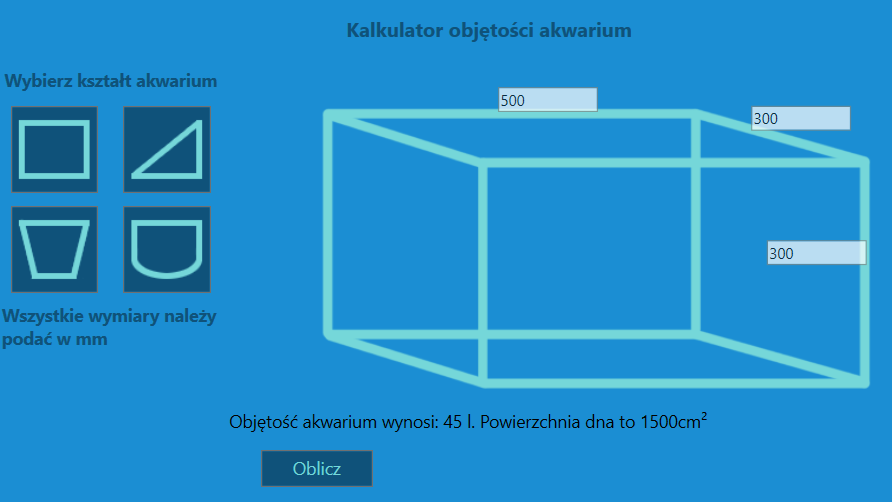 Kalkulator objętości akwarium
Wybierz kształt akwarium
500
300
300
Wszystkie wymiary należy
podać w mm
Objętość akwarium wynosi: 45 l. Powierzchnia dna to 1500cm²
Oblicz